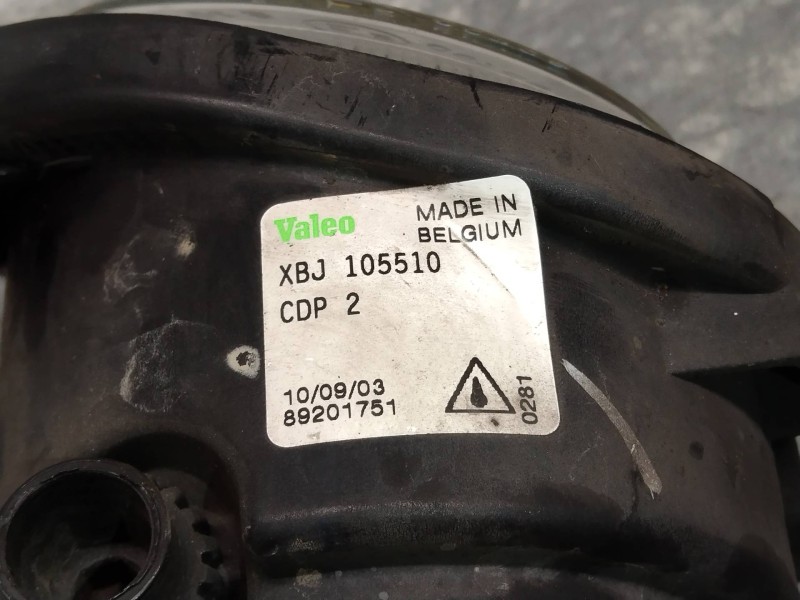 Valeo
MADE IN
BELGIUM
XBJ 105510
CDP 2
10/09/03
89201751
0281